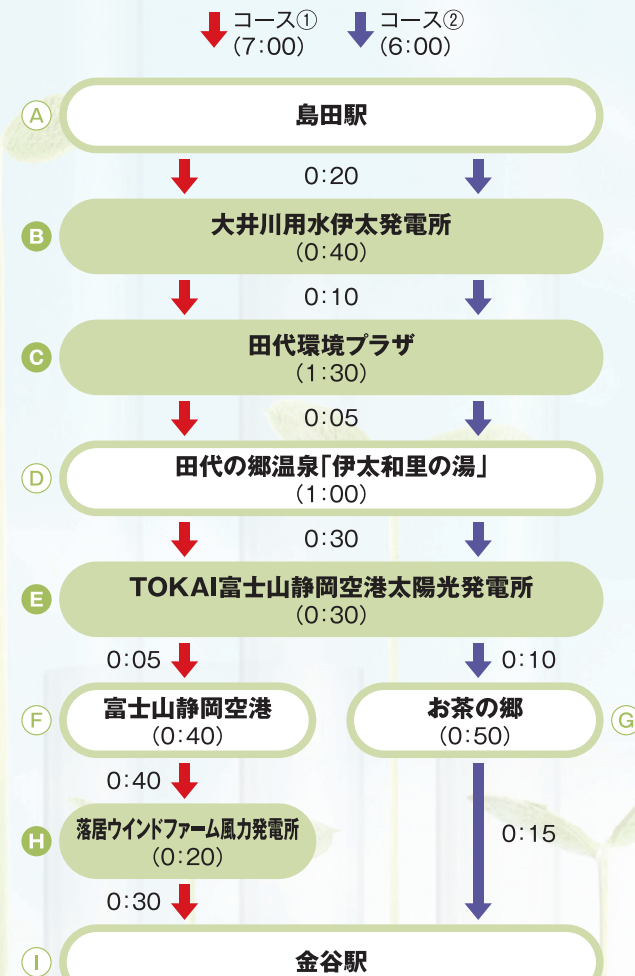 コース① コース②
(7:00) (6:00)
A 島田駅
0:20
B 大井川用水伊太発電所
(0:40)
0:10
C 田代環境プラザ
(1:30)
0:05
D 田代の郷温泉「伊太和里の湯」
(1:00)
0:30
E TOKAI富士山静岡空港太陽光発電所
(0:30)
0:05 0:10
F 富士山静岡空港 お茶の郷 G
(0:40) (0:50)
0:40
H 落居ウインドファーム風力発電所 0:15
(0:20)
0:30
I 金谷駅